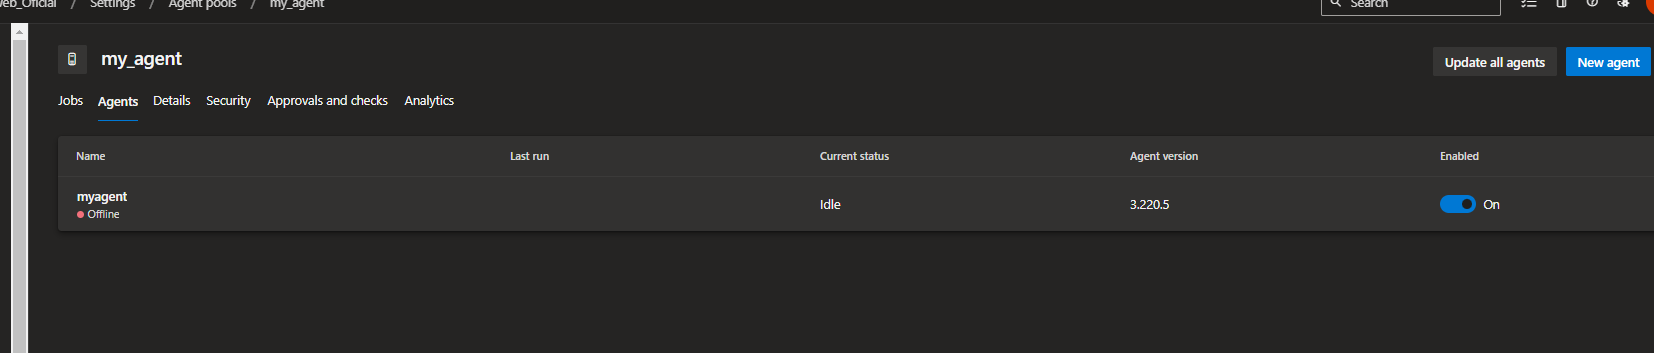 eb_Oficial / Settings / Agent pools / my_agent
Search
my_agent
Update all agents
New agent
Jobs Agents Details Security Approvals and checks Analytics
Name Last run Current status Agent version Enabled
myagent
Offline
Idle 3.220.5 On